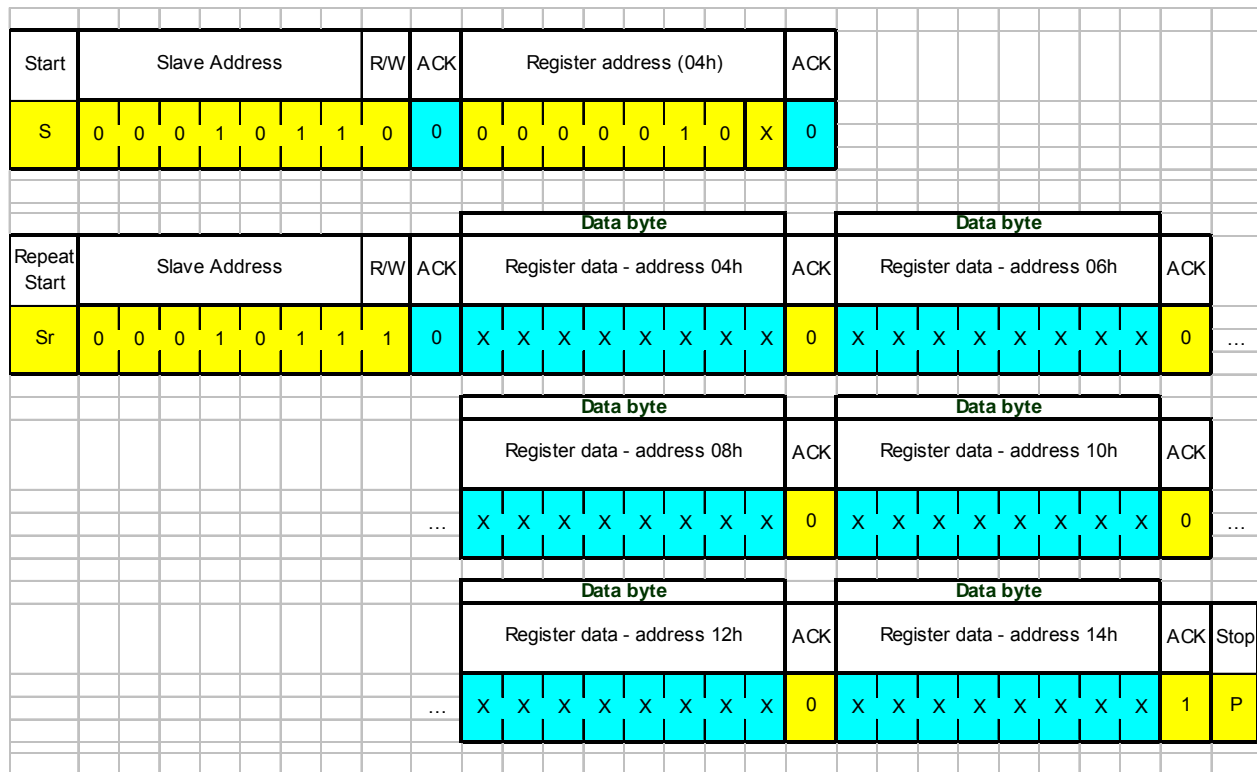 Start Slave Address R/W ACK Register address (04h) ACK
S 0 0 0 1 0 1 1 0 0 0 0 0 0 0 1 0 X 0
Data byte Data byte
Repeat Start Slave Address R/W ACK Register data - address 04h ACK Register data - address 06h ACK
Sr 0 0 0 1 0 1 1 1 0 X X X X X X X X 0 X X X X X X X X 0 ...
Data byte Data byte
Register data - address 08h ACK Register data - address 10h ACK
... X X X X X X X X 0 X X X X X X X X 0 ...
Data byte Data byte
Register data - address 12h ACK Register data - address 14h ACK Stop
... X X X X X X X X 0 X X X X X X X X 1 P